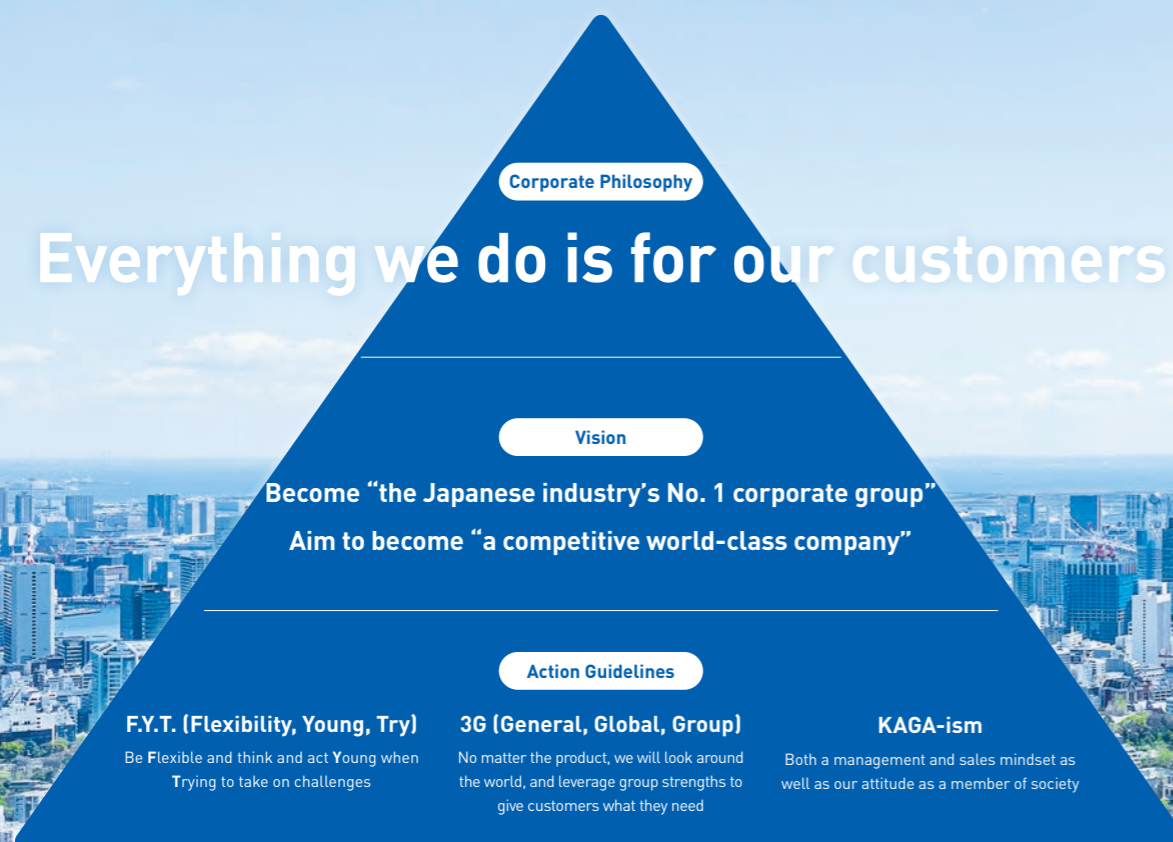 Corporate Philosophy
Everything we do is for our customers
Vision
Become “the Japanese industry’s No. 1 corporate group”
Aim to become “a competitive world-class company”
Action Guidelines
F.Y.T. (Flexibility, Young, Try)
Be Flexible and think and act Young when
Trying to take on challenges
3G (General, Global, Group)
No matter the product, we will look around
the world, and leverage group strengths to
give customers what they need
KAGA-ism
Both a management and sales mindset as
well as our attitude as a member of society